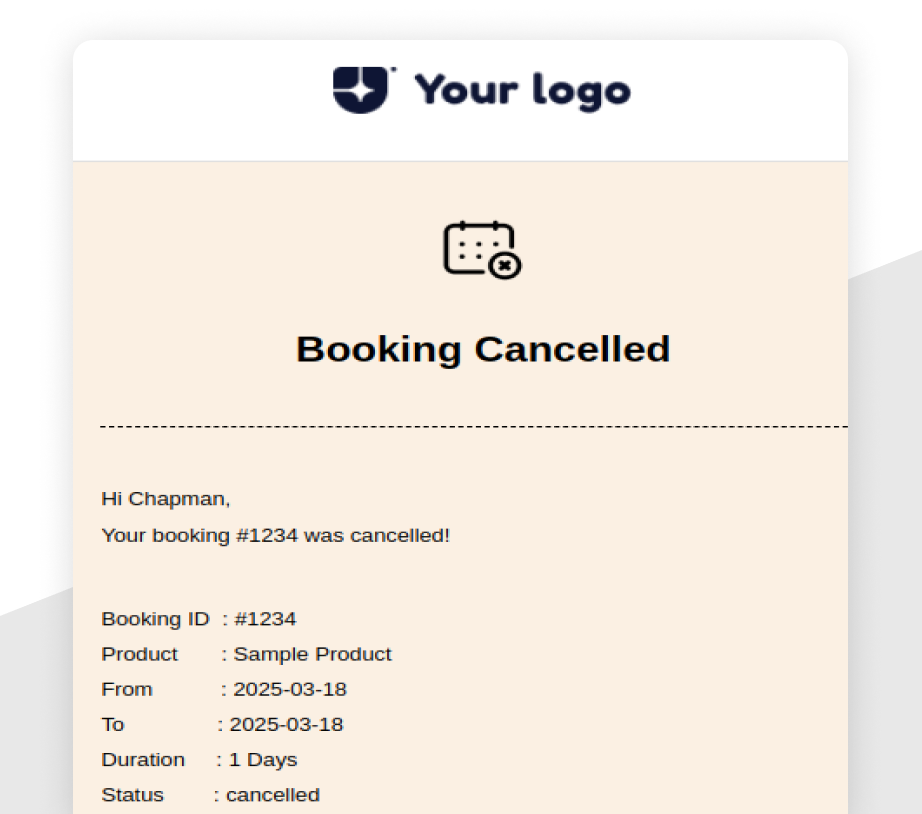 Your logo
Booking Cancelled
Hi Chapman,
Your booking #1234 was cancelled!
Booking ID : #1234
Product : Sample Product
From : 2025-03-18
To : 2025-03-18
Duration : 1 Days
Status : cancelled